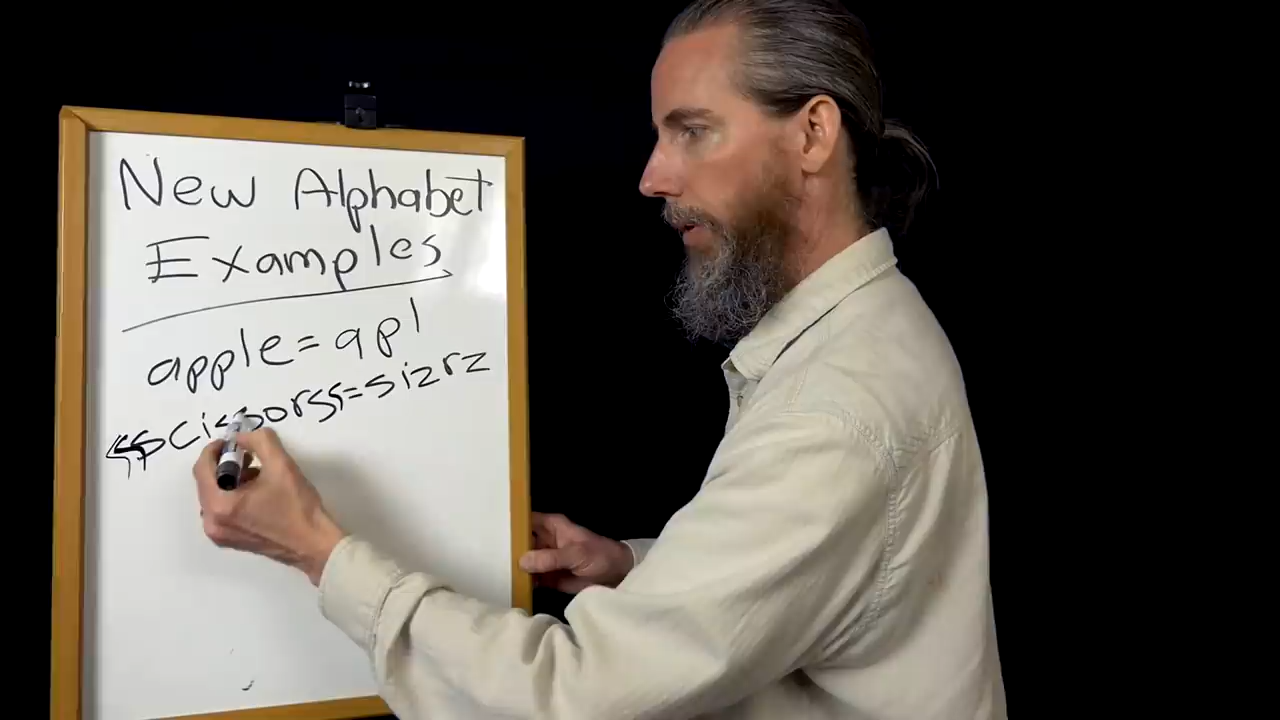 New Alphabet
Examples
apple = apl
scissors = sizrz